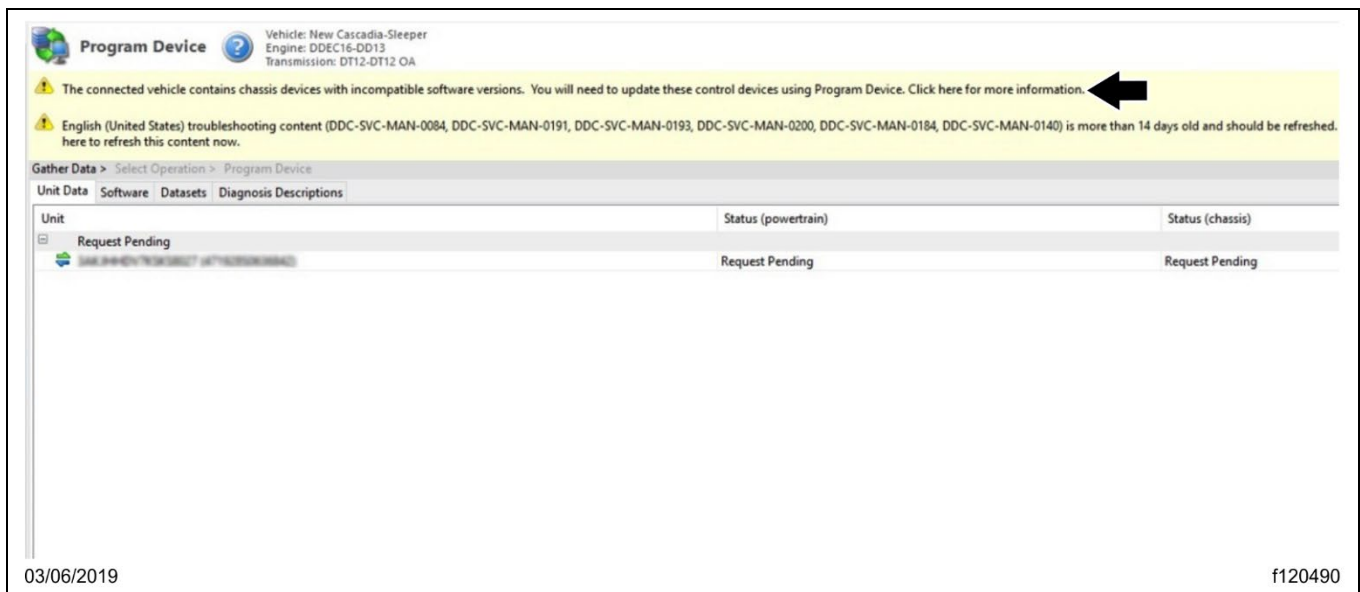 Program Device
Vehicle: New Cascadia-Sleeper
Engine: DDEC16-DD13
Transmission: DT12-DT12 OA
The connected vehicle contains chassis devices with incompatible software versions. You will need to update these control devices using Program Device. Click here for more information.
English (United States) troubleshooting content (DDC-SVC-MAN-0084, DDC-SVC-MAN-0191, DDC-SVC-MAN-0193, DDC-SVC-MAN-0200, DDC-SVC-MAN-0184, DDC-SVC-MAN-0140) is more than 14 days old and should be refreshed.
here to refresh this content now.
Gather Data > Select Operation > Program Device
Unit Data Software Datasets Diagnosis Descriptions
Unit Status (powertrain) Status (chassis)
Request Pending
Request Pending Request Pending
03/06/2019 f120490